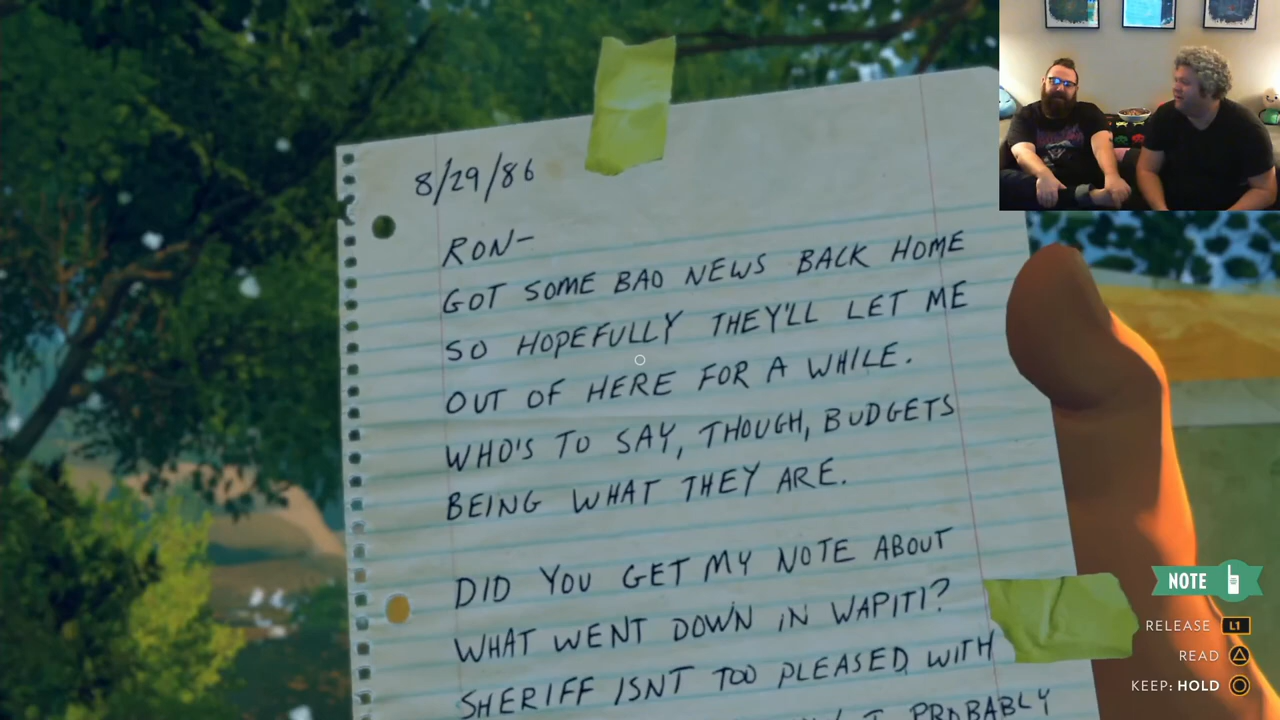 8/29/86
RON-
GOT SOME BAD NEWS BACK HOME
SO HOPEFULLY THEY'LL LET ME
OUT OF HERE FOR A WHILE.
WHO'S TO SAY, THOUGH, BUDGETS
BEING WHAT THEY ARE.
DID YOU GET MY NOTE ABOUT
WHAT WENT DOWN IN WAPITI?
SHERIFF ISNT TOO PLEASED WITH
I PROBABLY
NOTE
RELEASE L1
READ
KEEP: HOLD